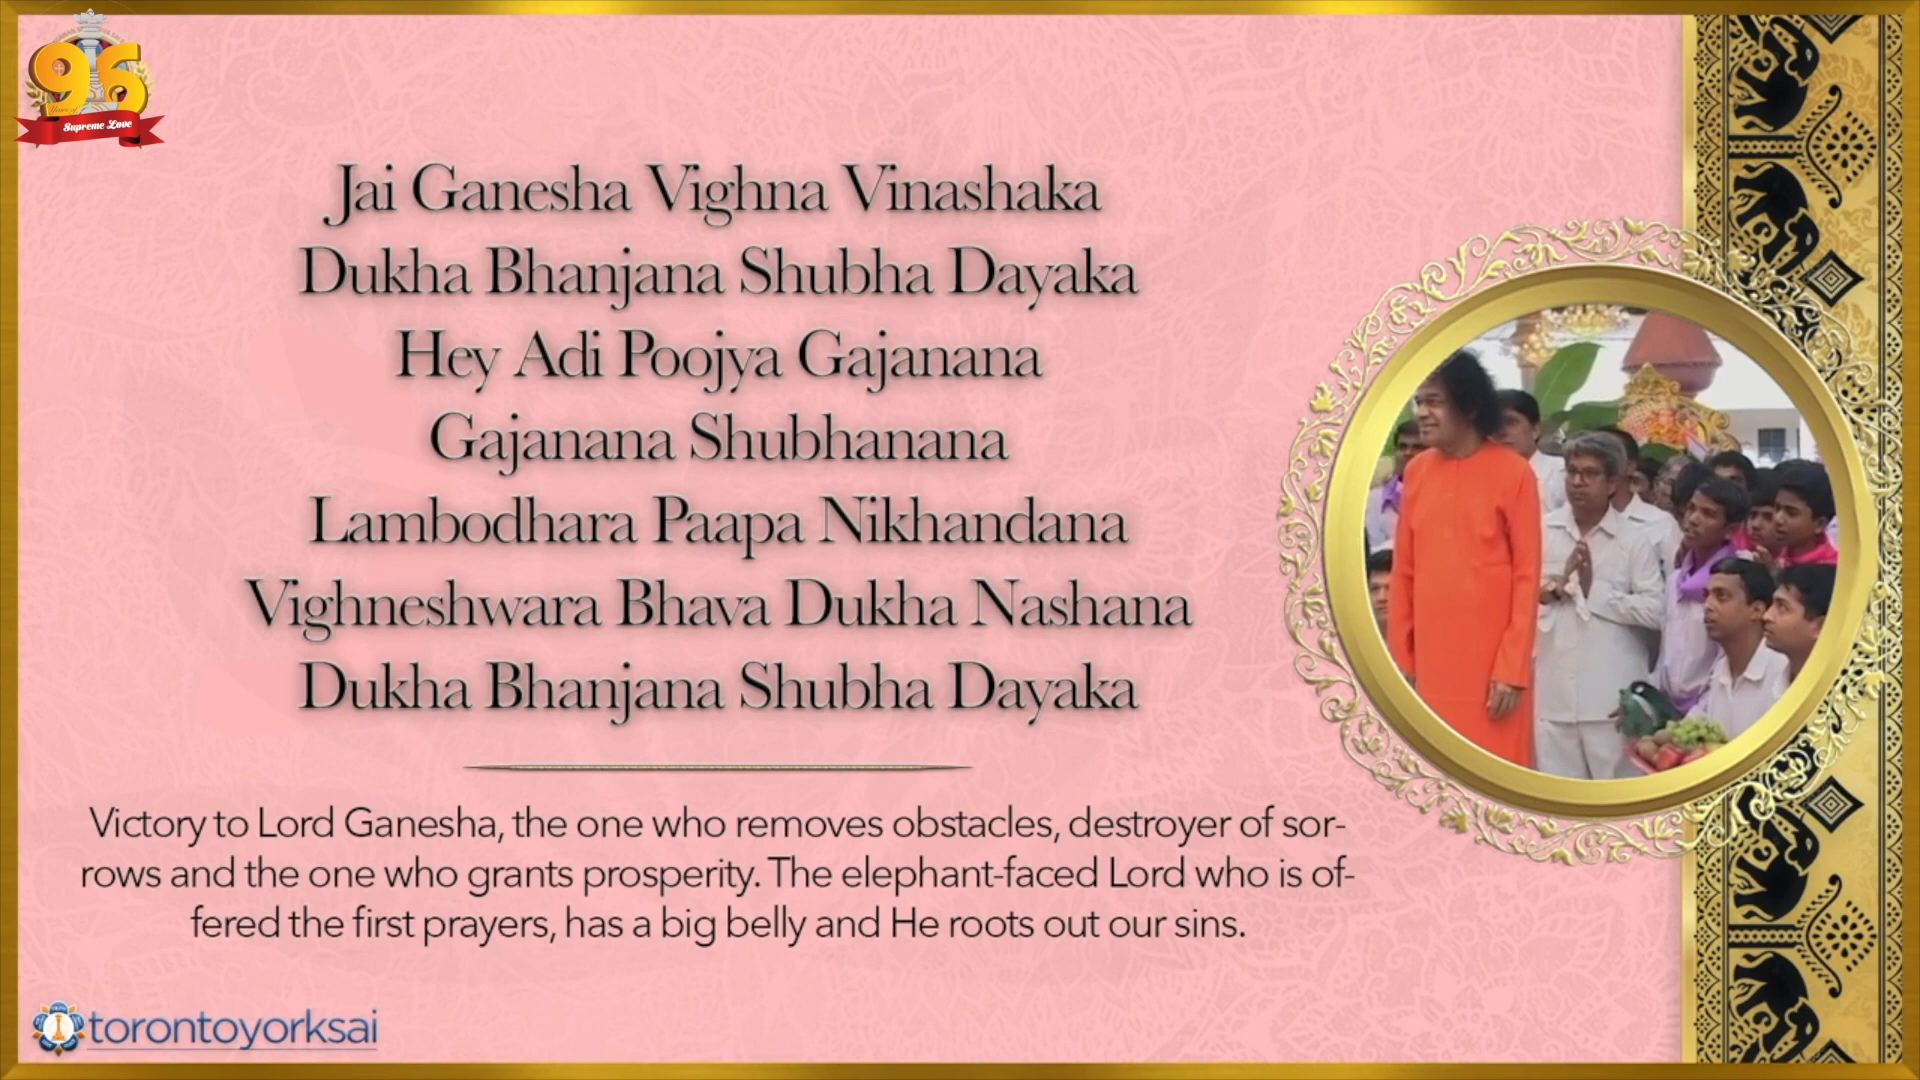 96
Years of
Supreme Love
Jai Ganesha Vighna Vinashaka
Dukha Bhanjana Shubha Dayaka
Hey Adi Poojya Gajanana
Gajanana Shubhanana
Lambodhara Paapa Nikhandana
Vighneshwara Bhava Dukha Nashana
Dukha Bhanjana Shubha Dayaka
Victory to Lord Ganesha, the one who removes obstacles, destroyer of sor-
rows and the one who grants prosperity. The elephant-faced Lord who is of-
fered the first prayers, has a big belly and He roots out our sins.
torontoyorksai